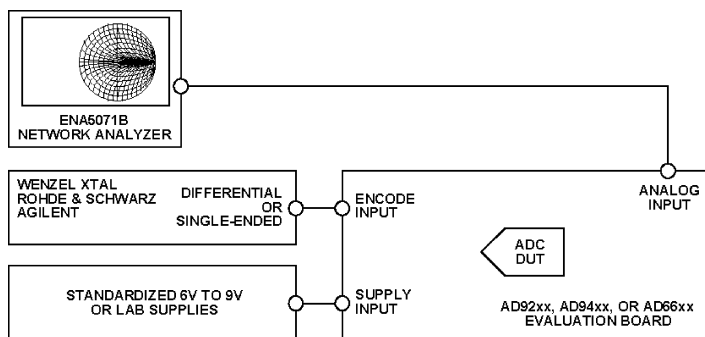 ENA5071B
NETWORK ANALYZER
WENZEL XTAL
ROHDE & SCHWARZ
AGILENT
DIFFERENTIAL
OR
SINGLE-ENDED
ENCODE
INPUT
ANALOG
INPUT
ADC
DUT
STANDARDIZED 6V TO 9V
OR LAB SUPPLIES
SUPPLY
INPUT
AD92xx, AD94xx, OR AD66xx
EVALUATION BOARD